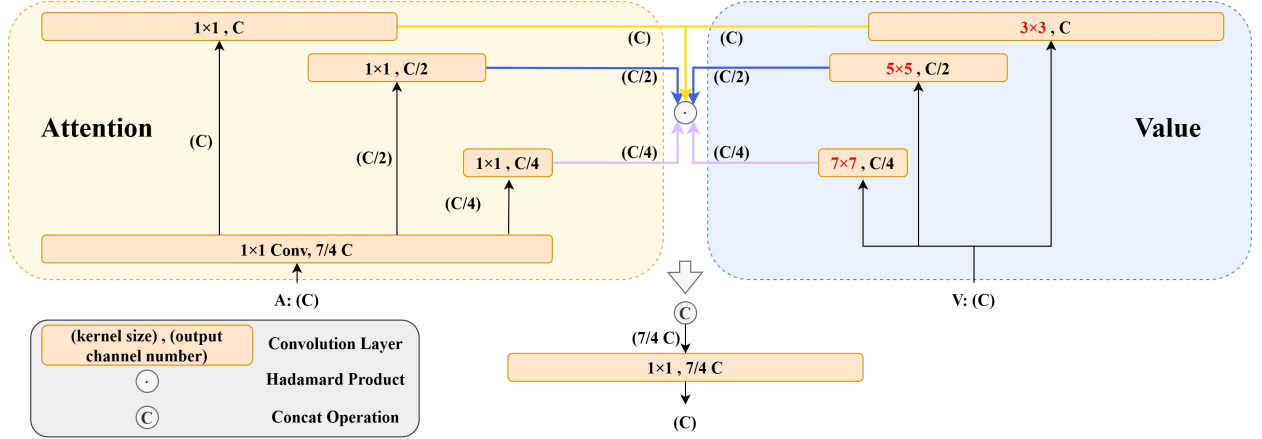 1×1 , C
3×3 , C
(C)
(C)
1×1 , C/2
5×5 , C/2
(C/2)
(C/2)
·
Attention
Value
(C)
(C/2)
1×1 , C/4
(C/4)
(C/4)
7×7 , C/4
(C/4)
1×1 Conv, 7/4 C
A: (C)
V: (C)
C
(7/4 C)
1×1 , 7/4 C
(C)
(kernel size) , (output
channel number)
Convolution Layer
· Hadamard Product
C Concat Operation